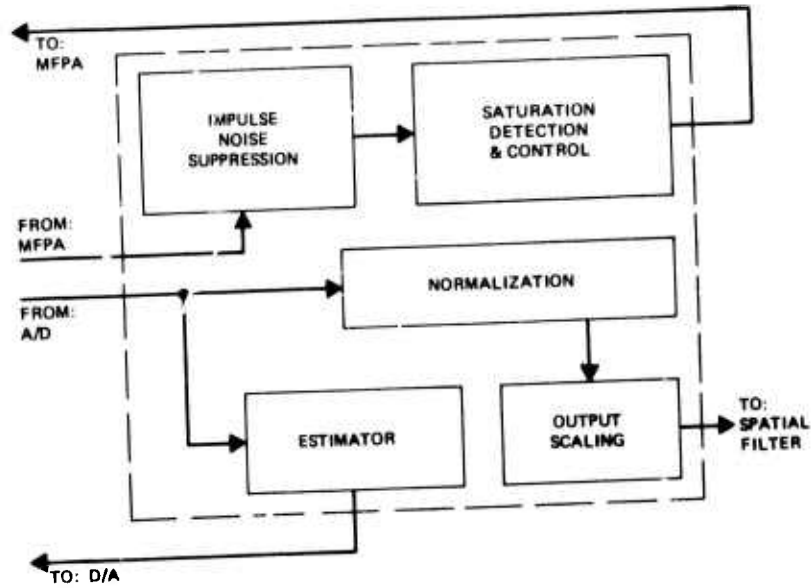 TO:
MFPA
IMPULSE
NOISE
SUPPRESSION
SATURATION
DETECTION
& CONTROL
FROM:
MFPA
NORMALIZATION
FROM:
A/D
ESTIMATOR
OUTPUT
SCALING
TO:
SPATIAL
FILTER
TO: D/A